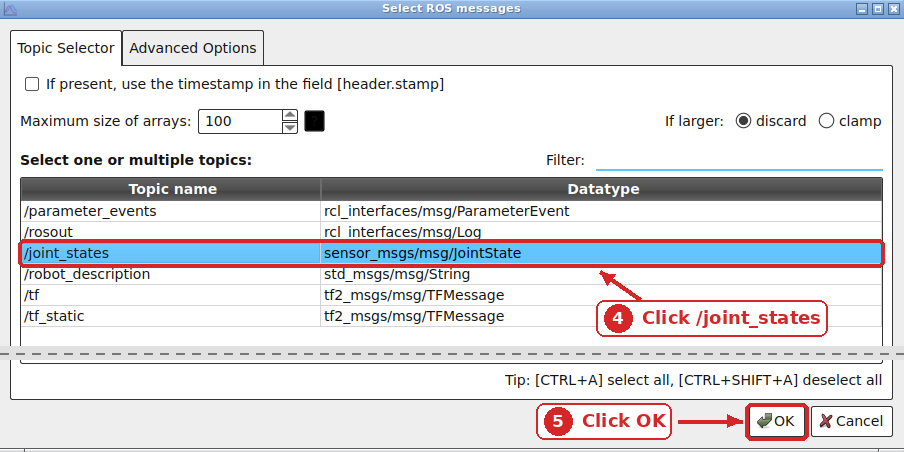 Select ROS messages
Topic Selector Advanced Options
If present, use the timestamp in the field [header.stamp]
Maximum size of arrays: 100 ? If larger: discard clamp
Select one or multiple topics: Filter:
Topic name Datatype
/parameter_events rcl_interfaces/msg/ParameterEvent
/rosout rcl_interfaces/msg/Log
/joint_states sensor_msgs/msg/JointState
/robot_description std_msgs/msg/String
/tf tf2_msgs/msg/TFMessage
/tf_static tf2_msgs/msg/TFMessage
4 Click /joint_states
Tip: [CTRL+A] select all, [CTRL+SHIFT+A] deselect all
5 Click OK OK Cancel